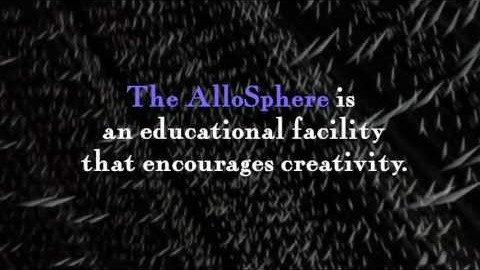 The AlloSphere is
an educational facility
that encourages creativity.